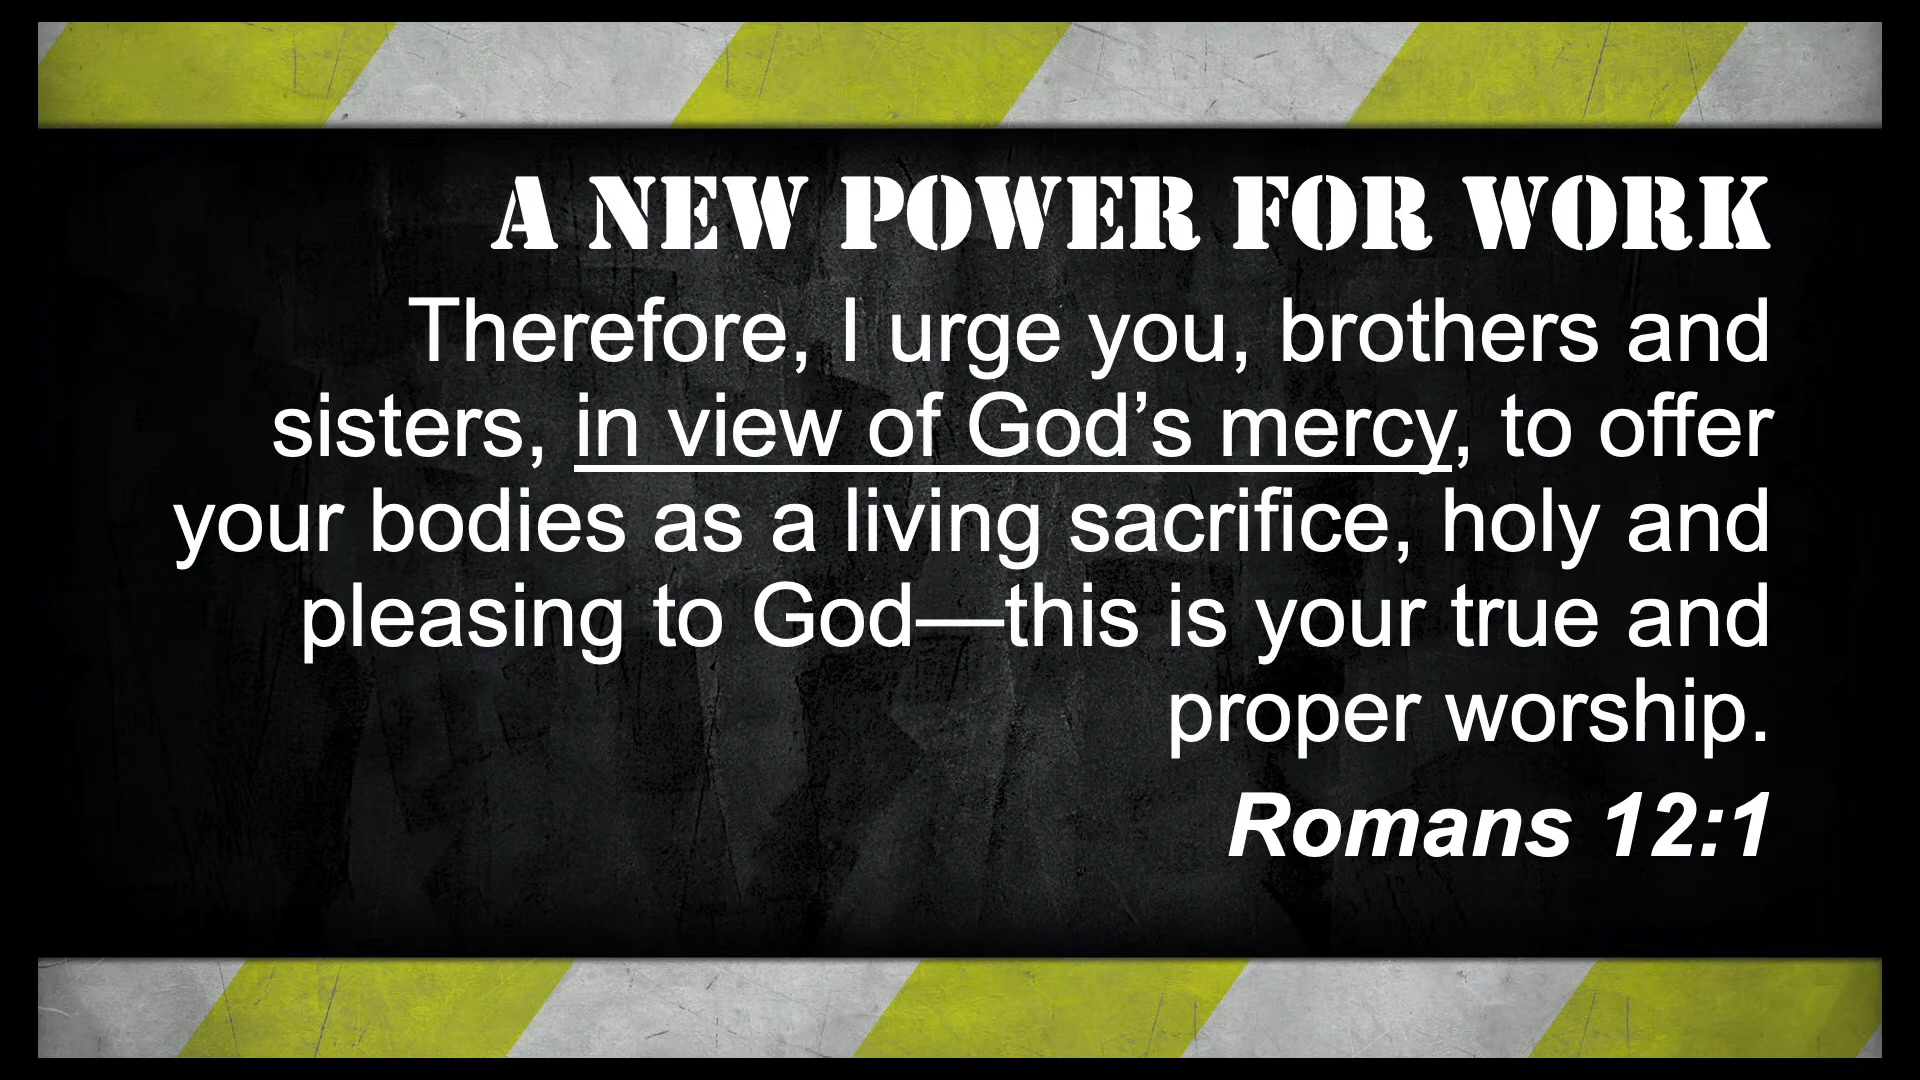 A NEW POWER FOR WORK
Therefore, I urge you, brothers and
sisters, in view of God’s mercy, to offer
your bodies as a living sacrifice, holy and
pleasing to God—this is your true and
proper worship.
Romans 12:1